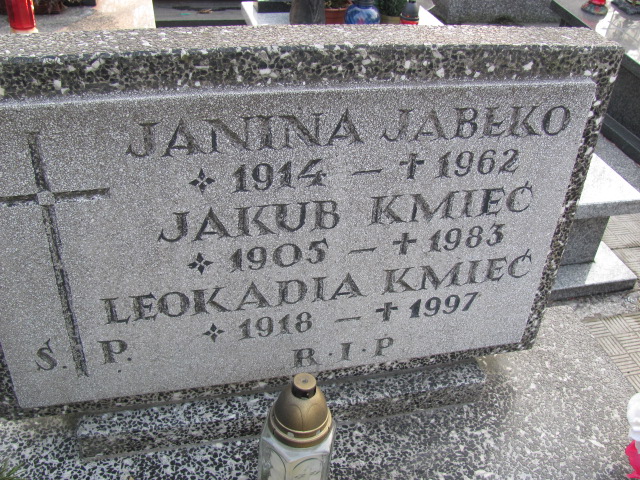 JANINA JABŁKO
1914 – † 1962
JAKUB KMIEĆ
1905 – † 1983
LEOKADIA KMIEĆ
1918 – † 1997
Ś. P. R · I · P